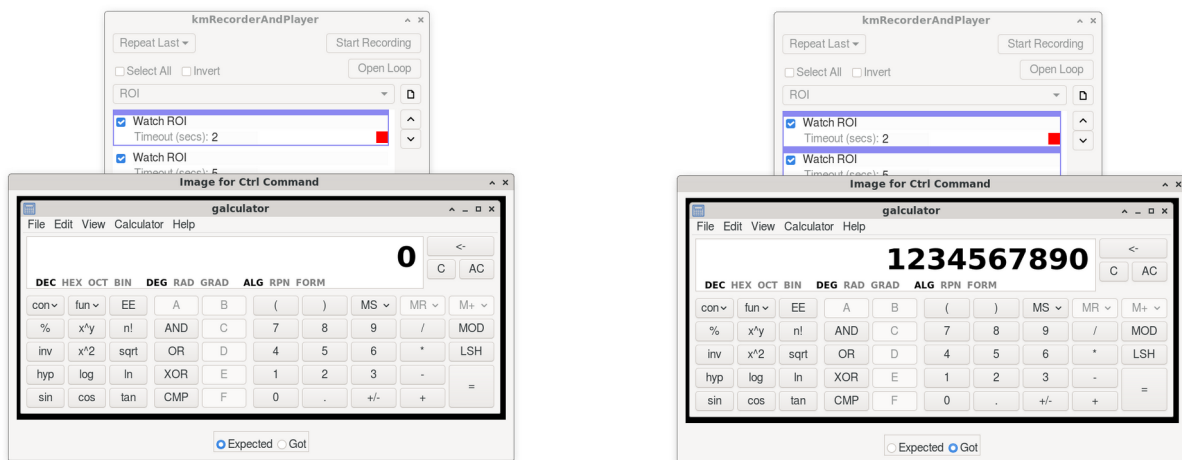 kmRecorderAndPlayer
Repeat Last Start Recording
Select All Invert Open Loop
ROI
Watch ROI
Timeout (secs): 2
Watch ROI
Timeout (secs): 5
Image for Ctrl Command
galculator
File Edit View Calculator Help
0
<-
C AC
DEC HEX OCT BIN DEG RAD GRAD ALG RPN FORM
con fun EE A B ( ) MS MR M+
% x^y n! AND C 7 8 9 / MOD
inv x^2 sqrt OR D 4 5 6 * LSH
hyp log ln XOR E 1 2 3 -
=
sin cos tan CMP F 0 . +/- +
Expected Got
kmRecorderAndPlayer
Repeat Last Start Recording
Select All Invert Open Loop
ROI
Watch ROI
Timeout (secs): 2
Watch ROI
Timeout (secs): 5
Image for Ctrl Command
galculator
File Edit View Calculator Help
1234567890
<-
C AC
DEC HEX OCT BIN DEG RAD GRAD ALG RPN FORM
con fun EE A B ( ) MS MR M+
% x^y n! AND C 7 8 9 / MOD
inv x^2 sqrt OR D 4 5 6 * LSH
hyp log ln XOR E 1 2 3 -
=
sin cos tan CMP F 0 . +/- +
Expected Got